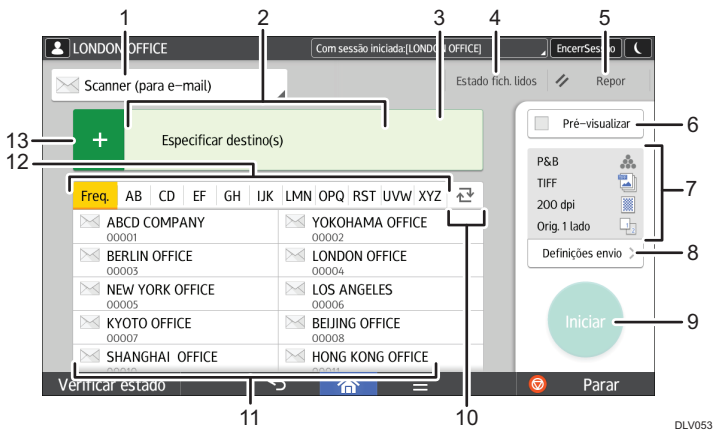 1 2 3 4 5
LONDON OFFICE Com sessão iniciada:[LONDON OFFICE] EncerrSessão
Scanner (para e-mail) Estado fich. lidos Repor
13 + Especificar destino(s) Pré-visualizar 6
12
Freq. AB CD EF GH IJK LMN OPQ RST UVW XYZ
P&B
TIFF
200 dpi
Orig. 1 lado
7
Definições envio 8
ABCD COMPANY YOKOHAMA OFFICE
00001 00002
BERLIN OFFICE LONDON OFFICE
00003 00004
NEW YORK OFFICE LOS ANGELES
00005 00006
KYOTO OFFICE BEIJING OFFICE
00007 00008
SHANGHAI OFFICE HONG KONG OFFICE
Iniciar 9
Verificar estado Parar
11 10
DLV053